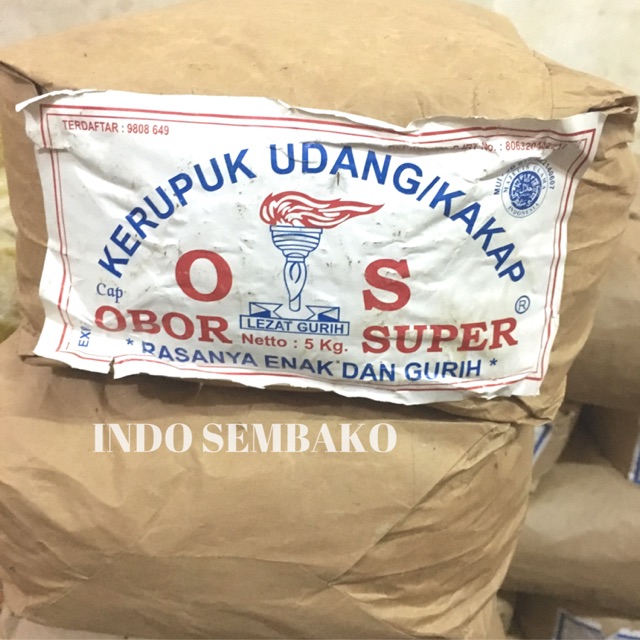 TERDAFTAR : 9808 649
KERUPUK UDANG/KAKAP
O S
Cap
OBOR SUPER ®
LEZAT GURIH
Netto : 5 Kg.
* RASANYA ENAK DAN GURIH *
INDO SEMBAKO